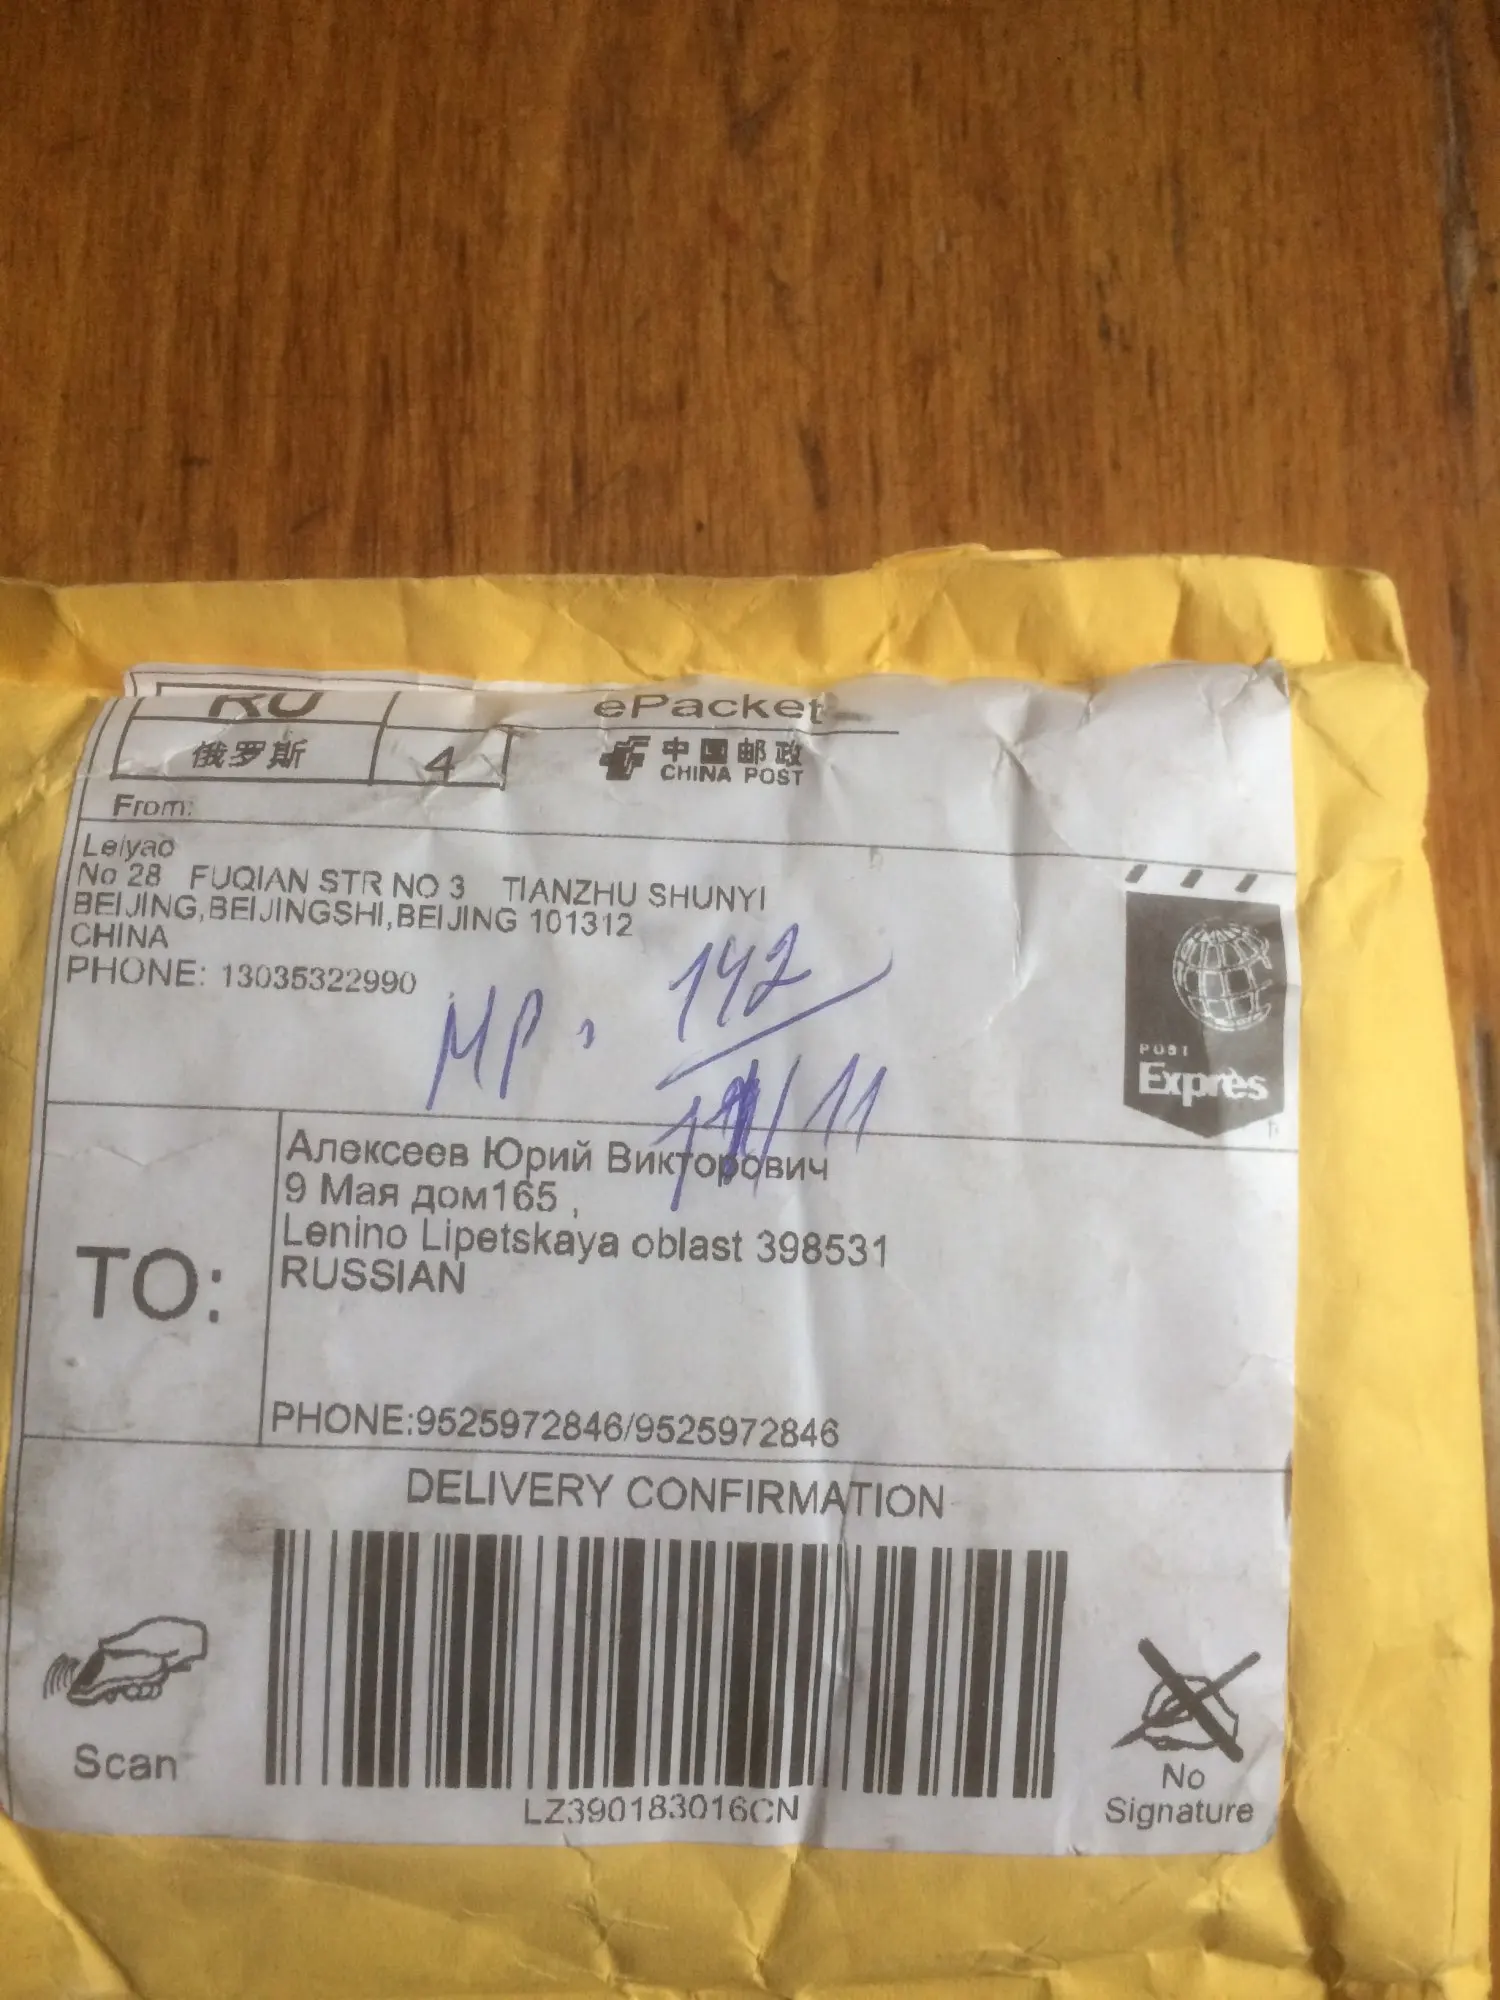 RU
ePacket
俄罗斯
4
中国邮政
CHINA POST
From:
Leiyao
No 28 FUQIAN STR NO 3 TIANZHU SHUNYI
BEIJING,BEIJINGSHI,BEIJING 101312
CHINA
PHONE: 13035322990
МР, 142
11
POST
Exprès
TO:
Алексеев Юрий Викторович
9 Мая дом165 ,
Lenino Lipetskaya oblast 398531
RUSSIAN
PHONE:9525972846/9525972846
DELIVERY CONFIRMATION
Scan
LZ390183016CN
No
Signature